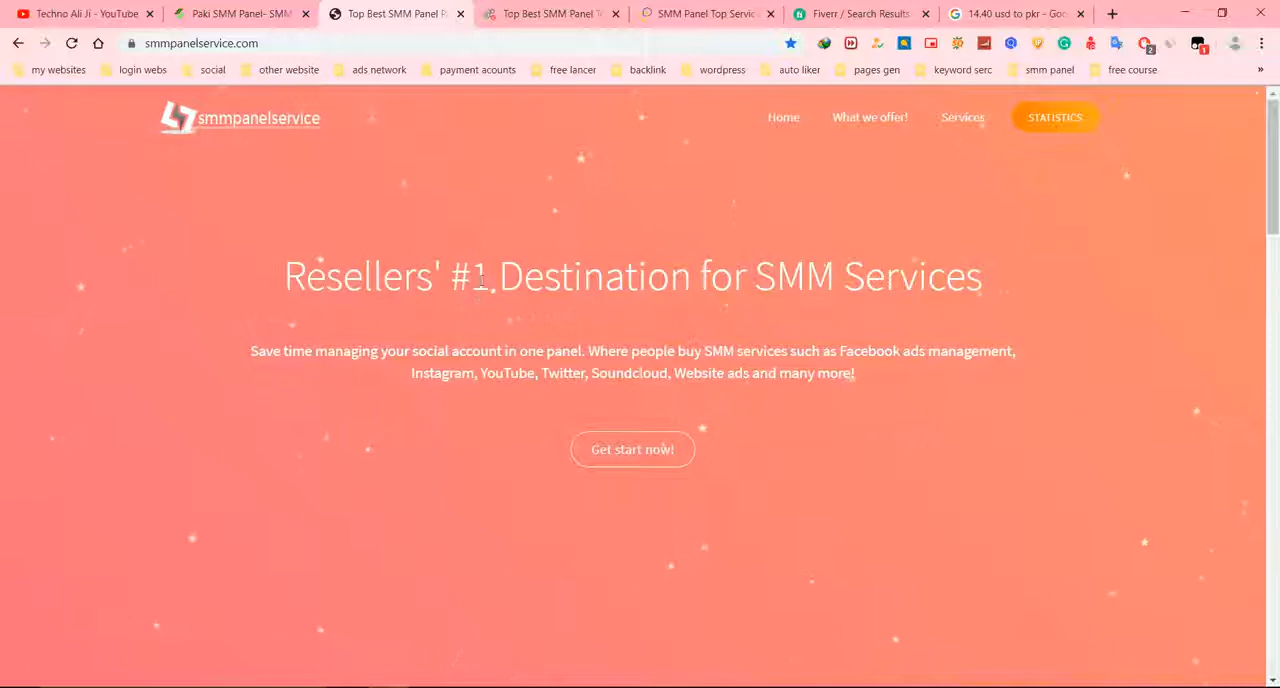 Techno Ali Ji - YouTube
Paki SMM Panel- SMM
Top Best SMM Panel P
Top Best SMM Panel T
SMM Panel Top Servic
Fiverr / Search Results
14.40 usd to pkr - Goo
smmpanelservice.com
2
1
my websites
login webs
social
other website
ads network
payment acounts
free lancer
backlink
wordpress
auto liker
pages gen
keyword serc
smm panel
free course
»
smmpanelservice
Home
What we offer!
Services
STATISTICS
Resellers' #1 Destination for SMM Services
Save time managing your social account in one panel. Where people buy SMM services such as Facebook ads management,
Instagram, YouTube, Twitter, Soundcloud, Website ads and many more!
Get start now!